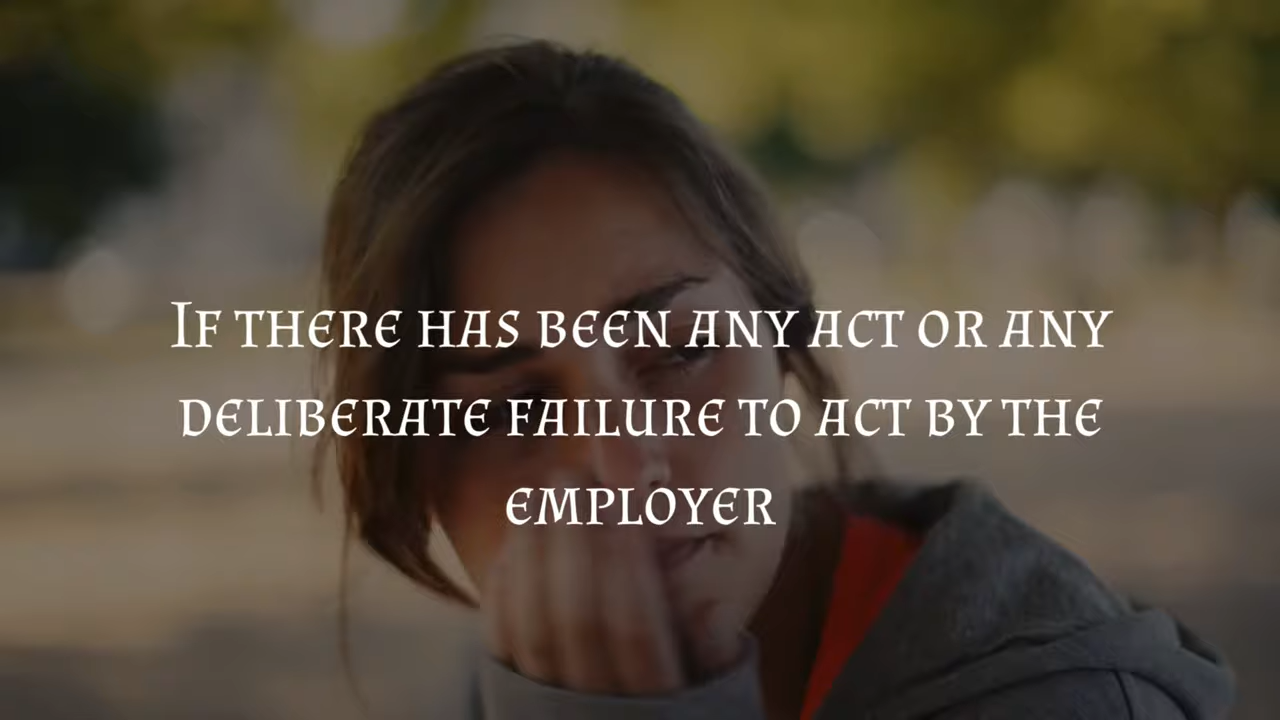 If there has been any act or any
deliberate failure to act by the
employer